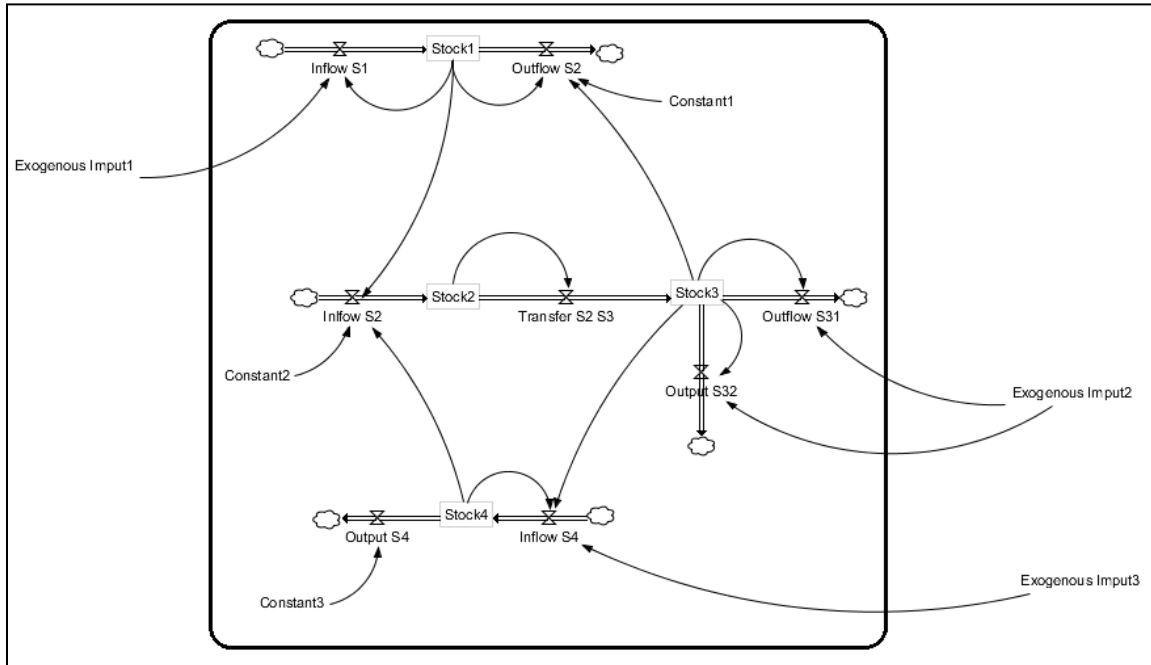 Stock1
Inflow S1
Outflow S2
Constant1
Exogenous Imput1
Stock2
Stock3
Inlfow S2
Transfer S2 S3
Outflow S31
Constant2
Output S32
Exogenous Imput2
Stock4
Output S4
Inflow S4
Exogenous Imput3
Constant3